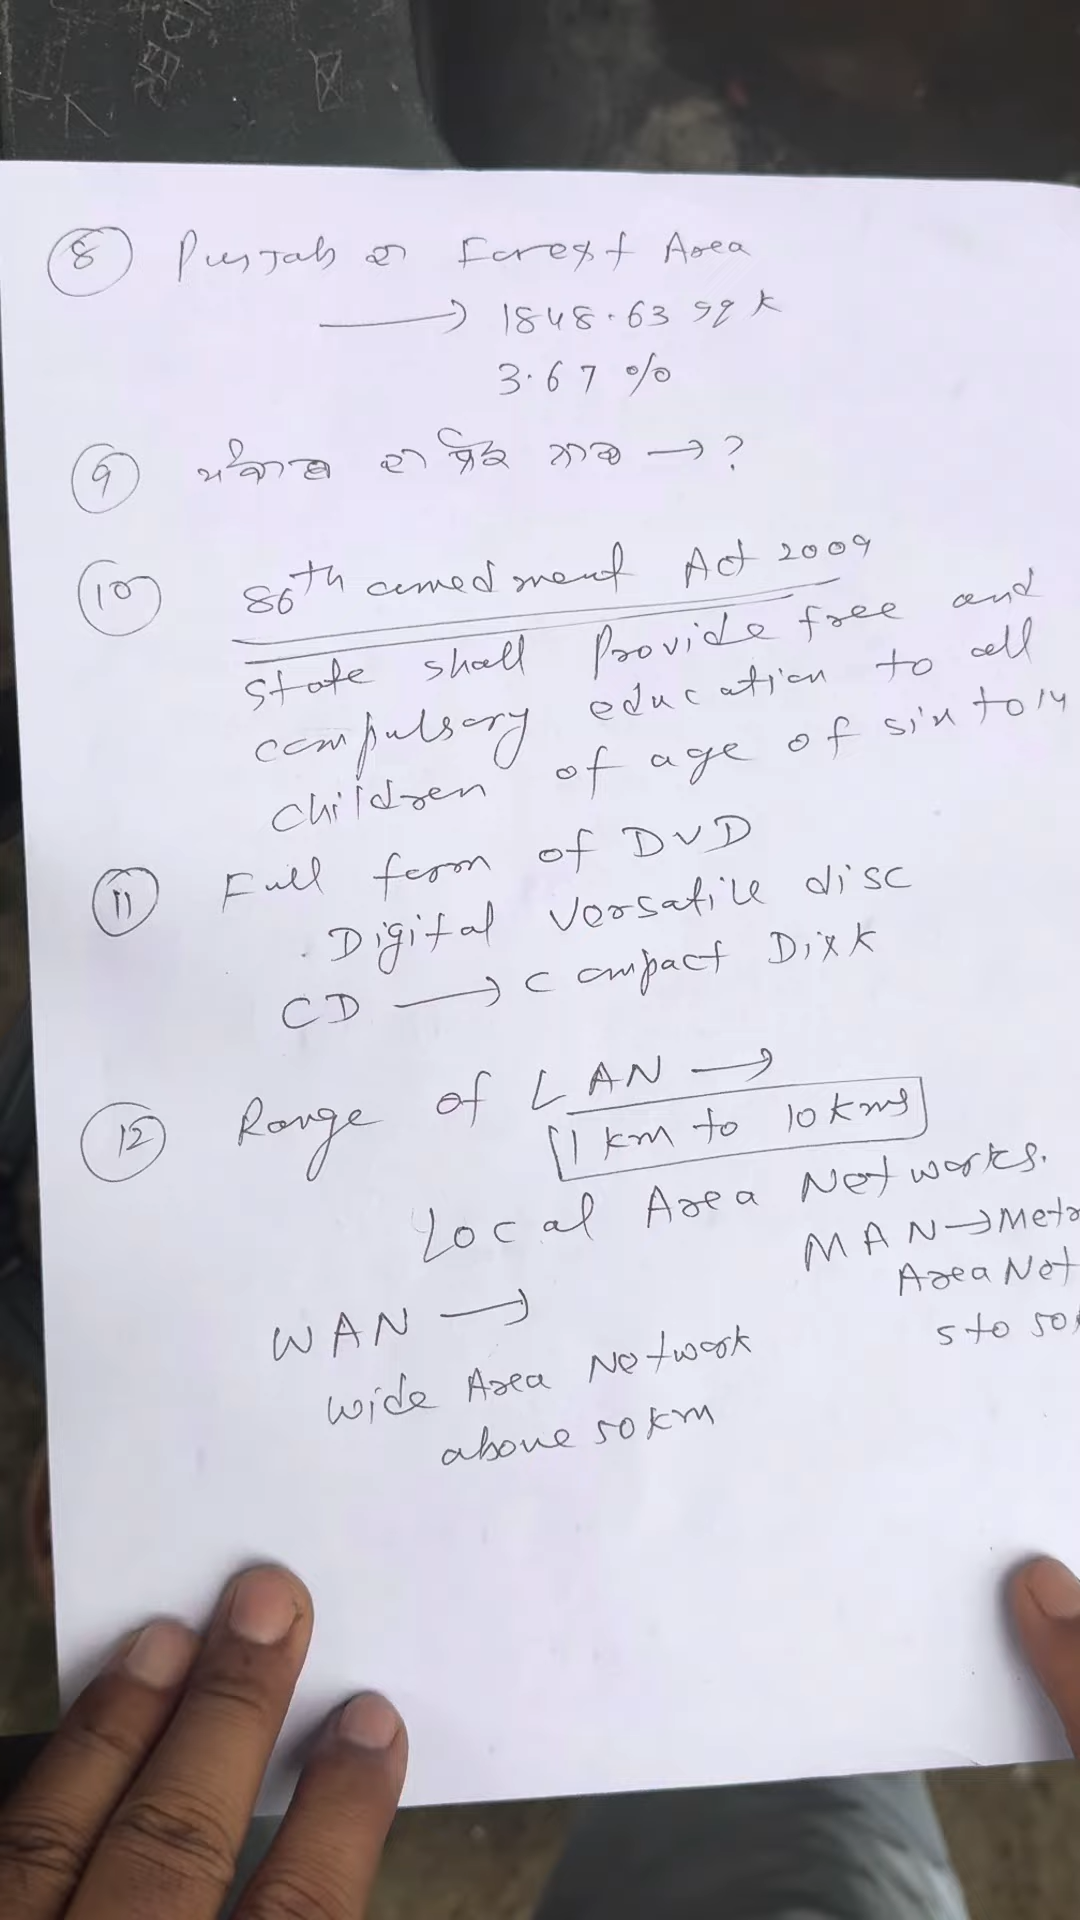 8 Punjab ਦਾ Forest Area
→ 1848.63 sq k
3.67 %
9 ਪੰਜਾਬ ਦਾ ਇੱਕ ਨਾਚ → ?
10 86th amedment Act 2009
state shall Provide free and
compulsory education to all
children of age of six to 14
11 Full form of DVD
Digital Versatile disc
CD → Compact Disk
12 Range of LAN →
1 km to 10 kms
Local Area Networks.
MAN → Metr
Area Net
5 to 50
WAN →
Wide Area Network
above 50 km